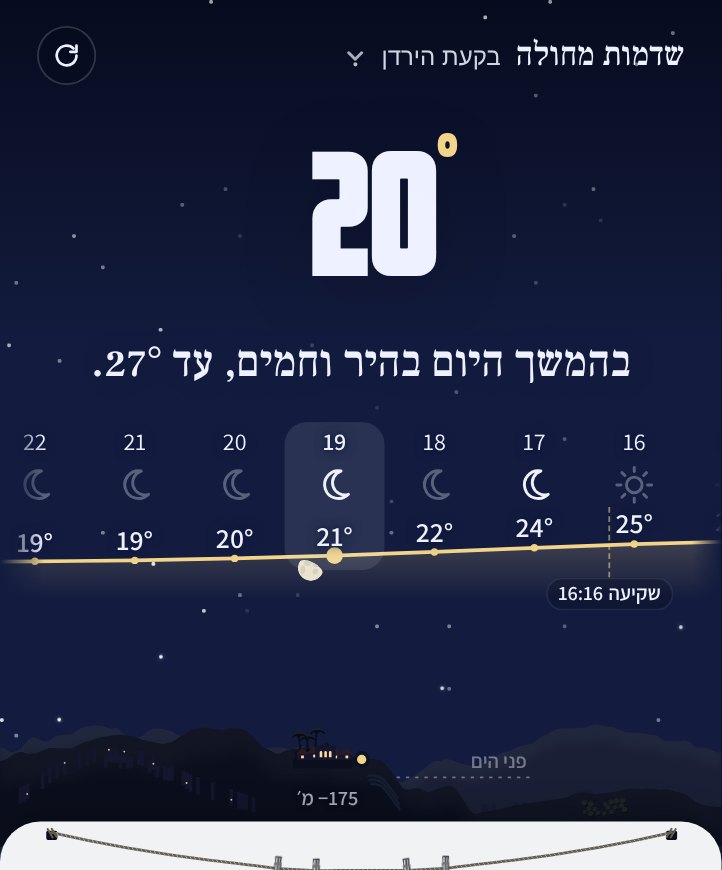 שדמות מחולה בקעת הירדן
20°
בהמשך היום בהיר וחמים, עד 27°.
16 17 18 19 20 21 22
25° 24° 22° 21° 20° 19° 19°
שקיעה 16:16
פני הים
−175 מ׳